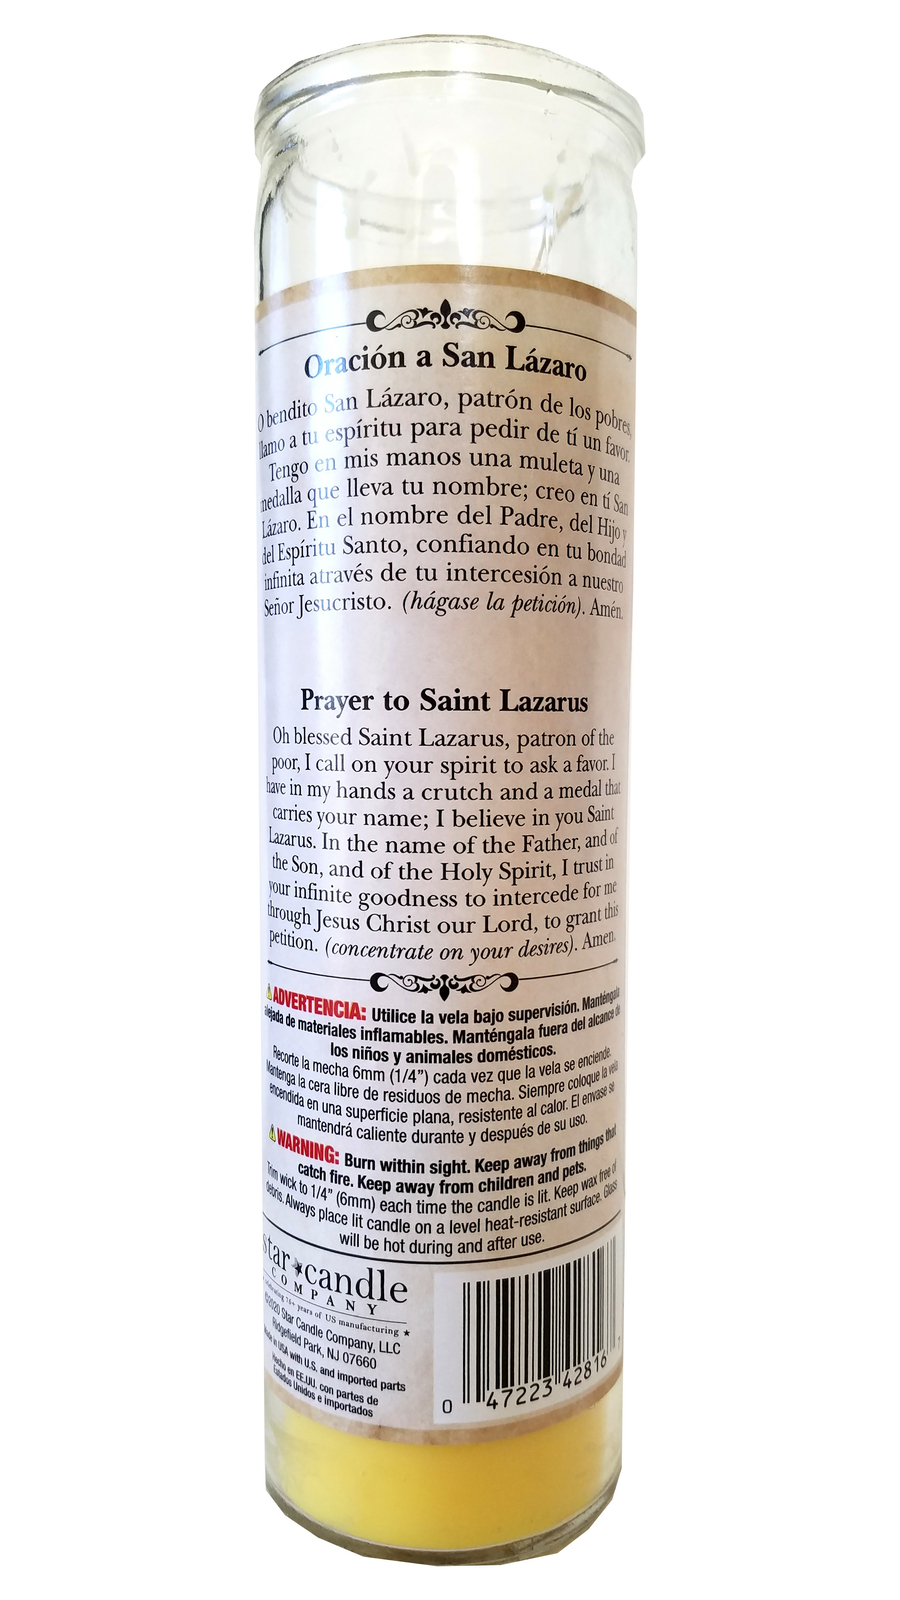 Oración a San Lázaro
O bendito San Lázaro, patrón de los pobres,
llamo a tu espíritu para pedir de tí un favor.
Tengo en mis manos una muleta y una
medalla que lleva tu nombre; creo en tí San
Lázaro. En el nombre del Padre, del Hijo y
del Espíritu Santo, confiando en tu bondad
infinita através de tu intercesión a nuestro
Señor Jesucristo. (hágase la petición). Amén.
Prayer to Saint Lazarus
Oh blessed Saint Lazarus, patron of the
poor, I call on your spirit to ask a favor. I
have in my hands a crutch and a medal that
carries your name; I believe in you Saint
Lazarus. In the name of the Father, and of
the Son, and of the Holy Spirit, I trust in
your infinite goodness to intercede for me
through Jesus Christ our Lord, to grant this
petition. (concentrate on your desires). Amen.
ADVERTENCIA: Utilice la vela bajo supervisión. Manténgala
alejada de materiales inflamables. Manténgala fuera del alcance de
los niños y animales domésticos.
Recorte la mecha 6mm (1/4”) cada vez que la vela se enciende.
Mantenga la cera libre de residuos de mecha. Siempre coloque la vela
encendida en una superficie plana, resistente al calor. El envase se
mantendrá caliente durante y después de su uso.
WARNING: Burn within sight. Keep away from things that
catch fire. Keep away from children and pets.
Trim wick to 1/4” (6mm) each time the candle is lit. Keep wax free of
debris. Always place lit candle on a level heat-resistant surface. Glass
will be hot during and after use.
star candle
COMPANY
celebrating 75+ years of US manufacturing
©2020 Star Candle Company, LLC
Ridgefield Park, NJ 07660
Made in USA with U.S. and imported parts
Hecho en EE.UU. con partes de
Estados Unidos e importados
0 47223 42816 7